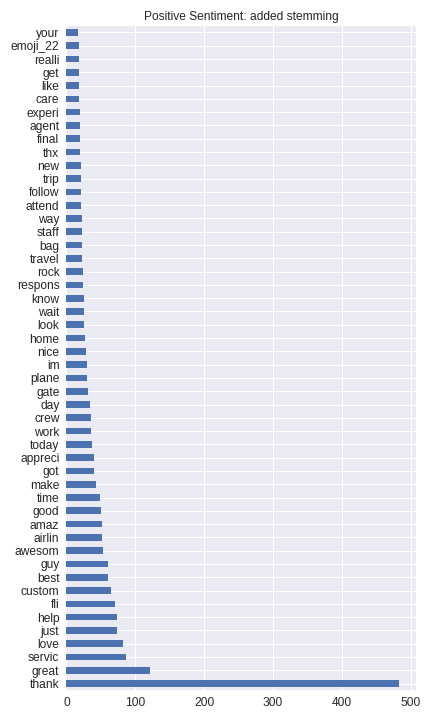 Positive Sentiment: added stemming
your
emoji_22
realli
get
like
care
experi
agent
final
thx
new
trip
follow
attend
way
staff
bag
travel
rock
respons
know
wait
look
home
nice
im
plane
gate
day
crew
work
today
appreci
got
make
time
good
amaz
airlin
awesom
guy
best
custom
fli
help
just
love
servic
great
thank
0 100 200 300 400 500